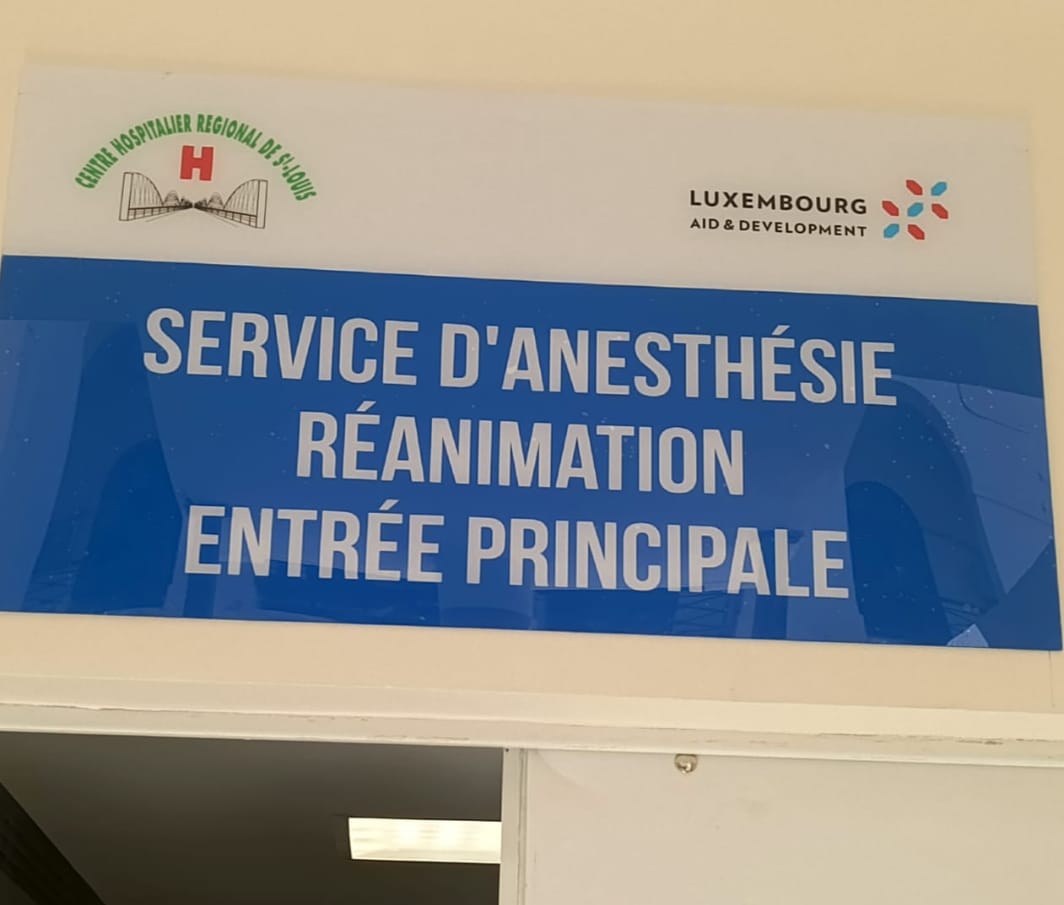 CENTRE HOSPITALIER REGIONAL DE St-LOUIS
H
LUXEMBOURG
AID & DEVELOPMENT
SERVICE D'ANESTHÉSIE
RÉANIMATION
ENTRÉE PRINCIPALE